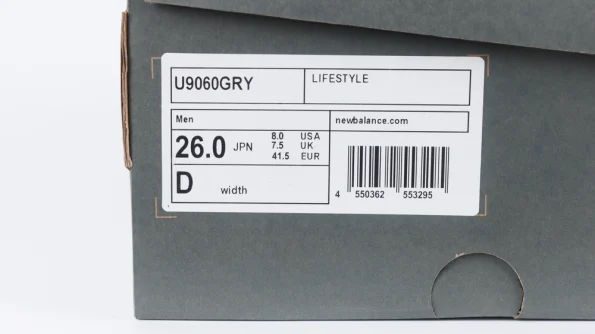 U9060GRY
LIFESTYLE
Men
newbalance.com
26.0 JPN
8.0 USA
7.5 UK
41.5 EUR
D width
4 550362 553295